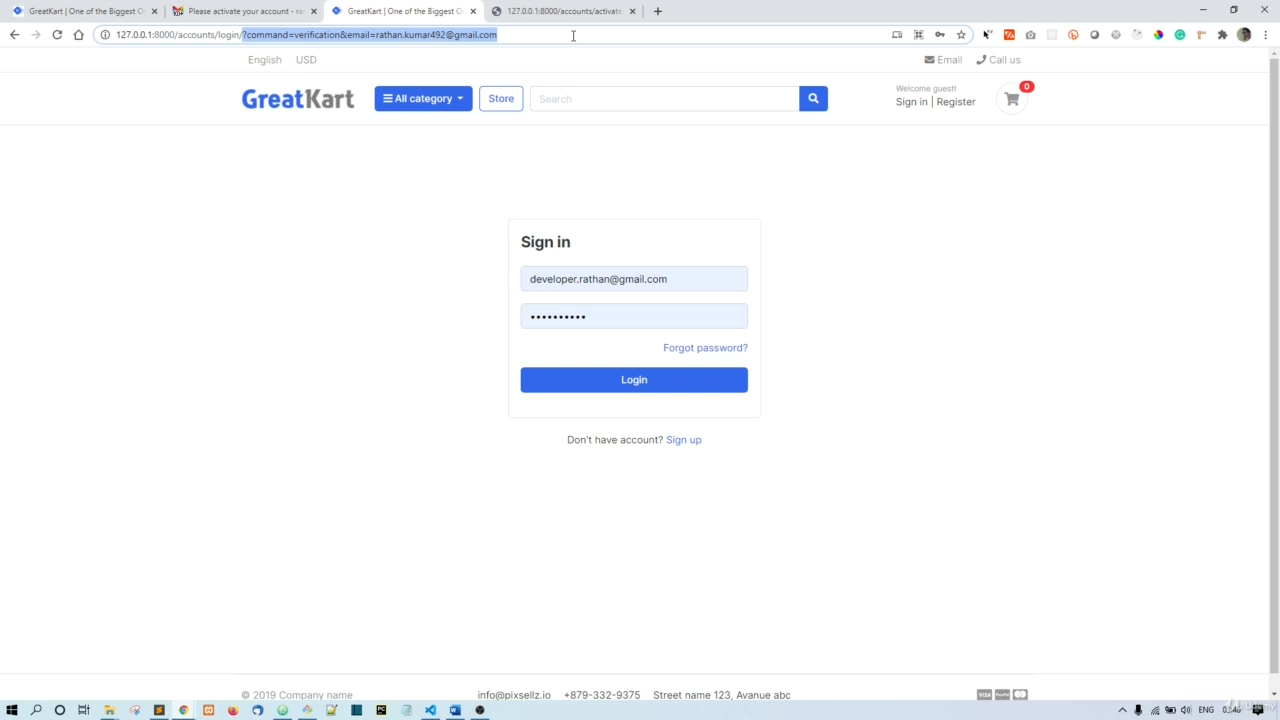 GreatKart | One of the Biggest O
Please activate your account - ra
GreatKart | One of the Biggest O
127.0.0.1:8000/accounts/activate
127.0.0.1:8000/accounts/login/?command=verification&email=rathan.kumar492@gmail.com
English USD
Email Call us
GreatKart
All category
Store
Search
Welcome guest!
Sign in | Register
0
Sign in
developer.rathan@gmail.com
••••••••••
Forgot password?
Login
Don't have account? Sign up
© 2019 Company name
info@pixsellz.io +879-332-9375 Street name 123, Avanue abc
VISA PayPal
ENG